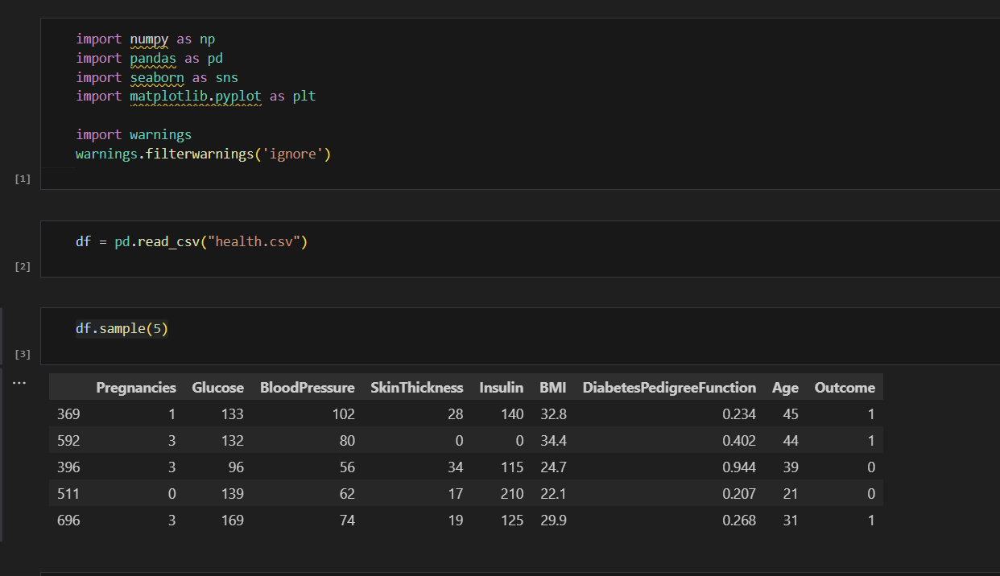 import numpy as np
import pandas as pd
import seaborn as sns
import matplotlib.pyplot as plt
import warnings
warnings.filterwarnings('ignore')
[1]
df = pd.read_csv("health.csv")
[2]
df.sample(5)
[3]
...
Pregnancies Glucose BloodPressure SkinThickness Insulin BMI DiabetesPedigreeFunction Age Outcome
369 1 133 102 28 140 32.8 0.234 45 1
592 3 132 80 0 0 34.4 0.402 44 1
396 3 96 56 34 115 24.7 0.944 39 0
511 0 139 62 17 210 22.1 0.207 21 0
696 3 169 74 19 125 29.9 0.268 31 1